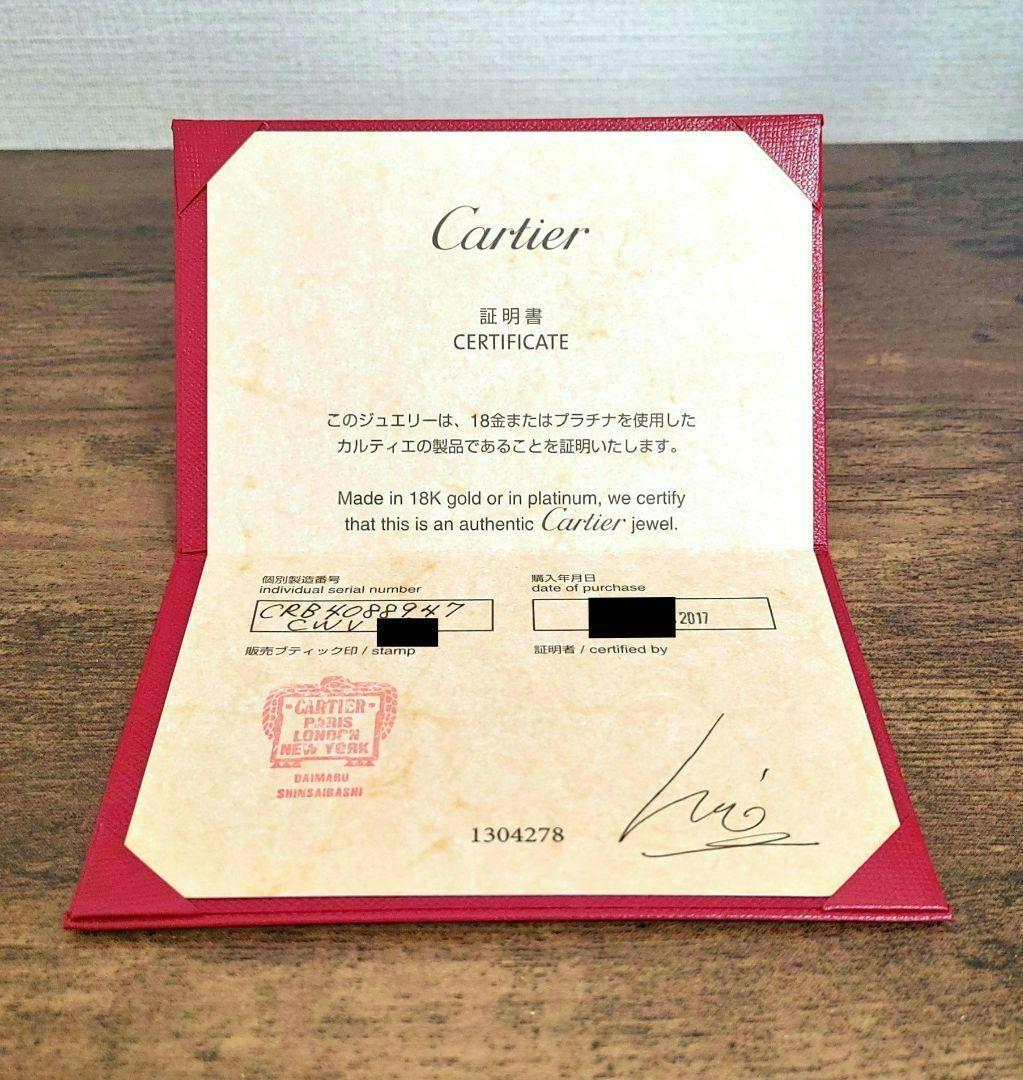 Cartier
証明書
CERTIFICATE
このジュエリーは、18金またはプラチナを使用した
カルティエの製品であることを証明いたします。
Made in 18K gold or in platinum, we certify
that this is an authentic Cartier jewel.
個別製造番号
individual serial number
CRB4088947
CWV
購入年月日
date of purchase
.2017
販売ブティック印 / stamp
証明者 / certified by
CARTIER
PARIS
LONDON
NEW YORK
DAIMARU
SHINSAIBASHI
1304278